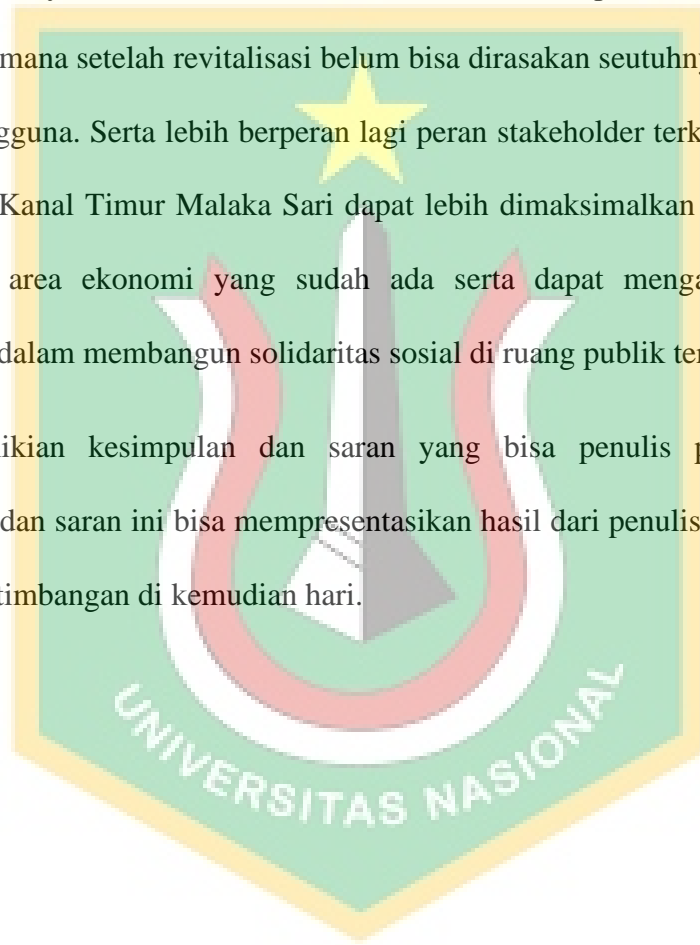 mana setelah revitalisasi belum bisa dirasakan seutuhny
gguna. Serta lebih berperan lagi peran stakeholder terk
Kanal Timur Malaka Sari dapat lebih dimaksimalkan
area ekonomi yang sudah ada serta dapat menga
dalam membangun solidaritas sosial di ruang publik ter
ikian kesimpulan dan saran yang bisa penulis p
dan saran ini bisa mempresentasikan hasil dari penulis
timbangan di kemudian hari.
UNIVERSITAS NASIONAL